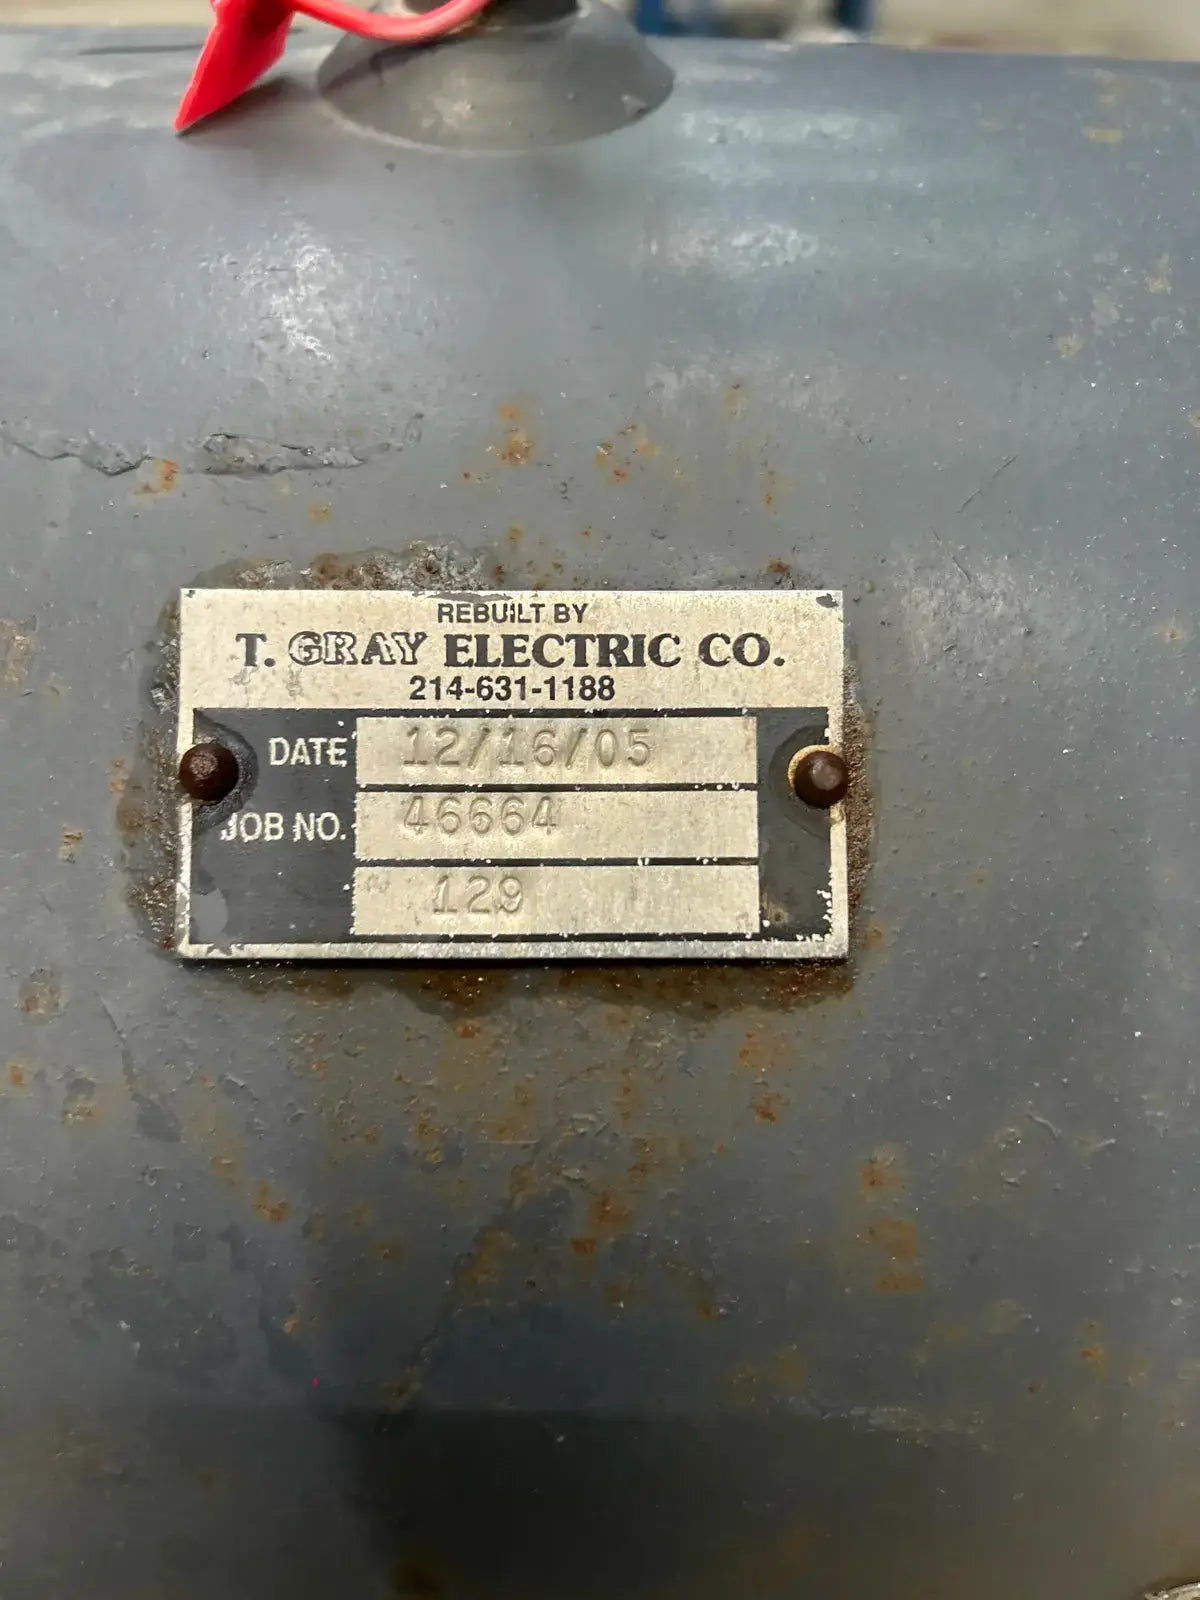 REBUILT BY
T. GRAY ELECTRIC CO.
214-631-1188
DATE 12/16/05
JOB NO. 46664
129